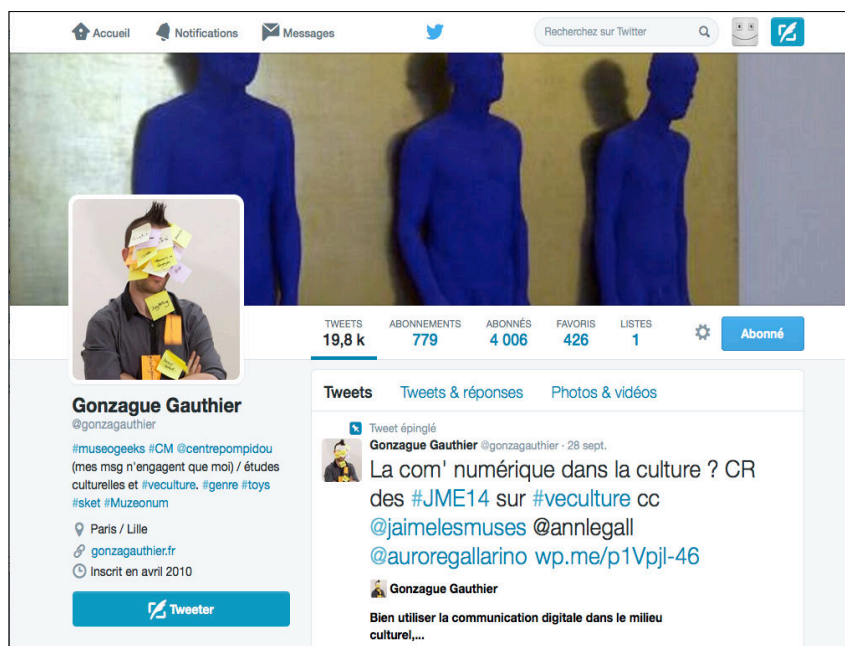 Accueil Notifications Messages Recherchez sur Twitter
TWEETS ABONNEMENTS ABONNÉS FAVORIS LISTES
19,8 k 779 4 006 426 1 Abonné
Gonzague Gauthier
@gonzagauthier
#museogeeks #CM @centrepompidou
(mes msg n'engagent que moi) / études
culturelles et #veculture. #genre #toys
#sket #Muzeonum
Paris / Lille
gonzagauthier.fr
Inscrit en avril 2010
Tweeter
Tweets Tweets & réponses Photos & vidéos
Tweet épinglé
Gonzague Gauthier @gonzagauthier · 28 sept.
La com' numérique dans la culture ? CR
des #JME14 sur #veculture cc
@jaimelesmuses @annlegall
@auroregallarino wp.me/p1Vpjl-46
Gonzague Gauthier
Bien utiliser la communication digitale dans le milieu
culturel,...